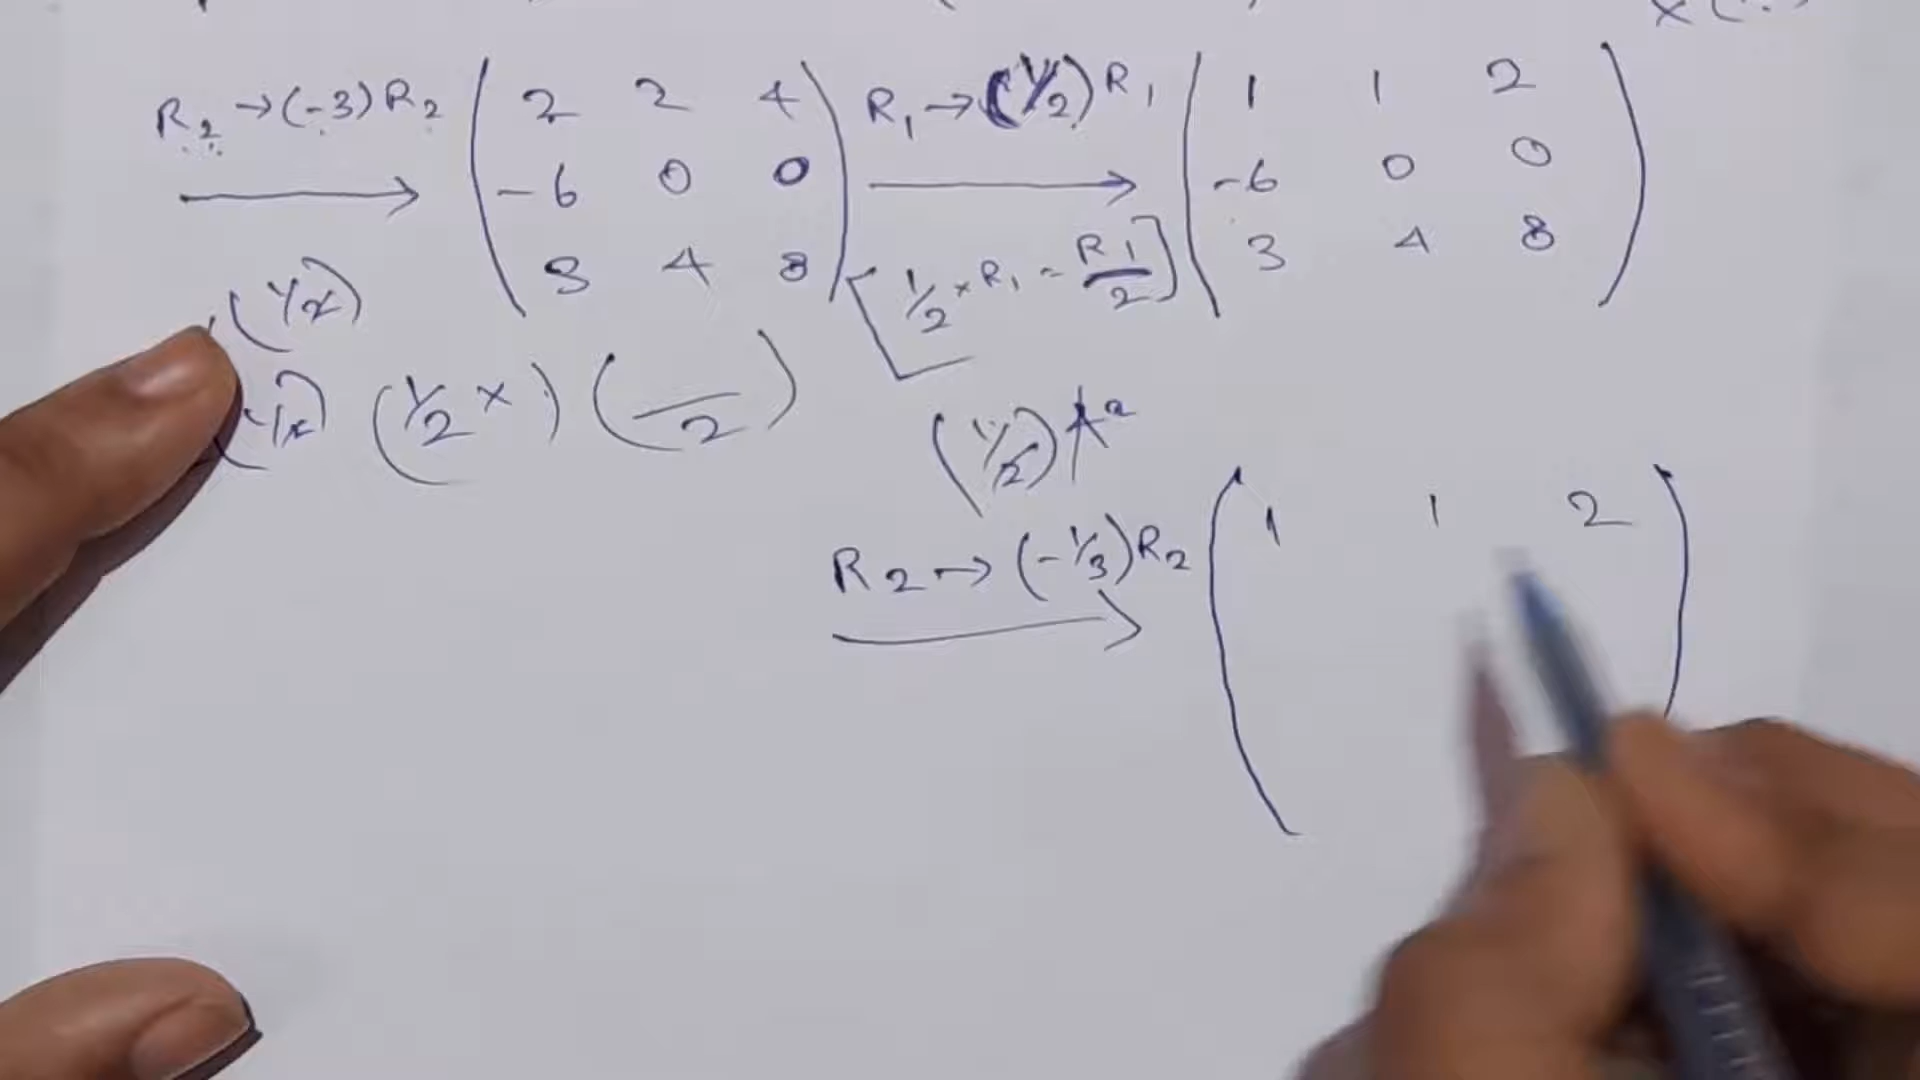 R₂ → (-3) R₂ ( 2 2 4 R₁ → (1/2) R₁ ( 1 1 2
-6 0 0 -6 0 0
3 4 8 ) [1/2 × R₁ = R1/2] 3 4 8 )
(1/2)
(1/2 ×) ( /2)
(1/2)
R₂ → (-1/3) R₂ ( 1 1 2 )